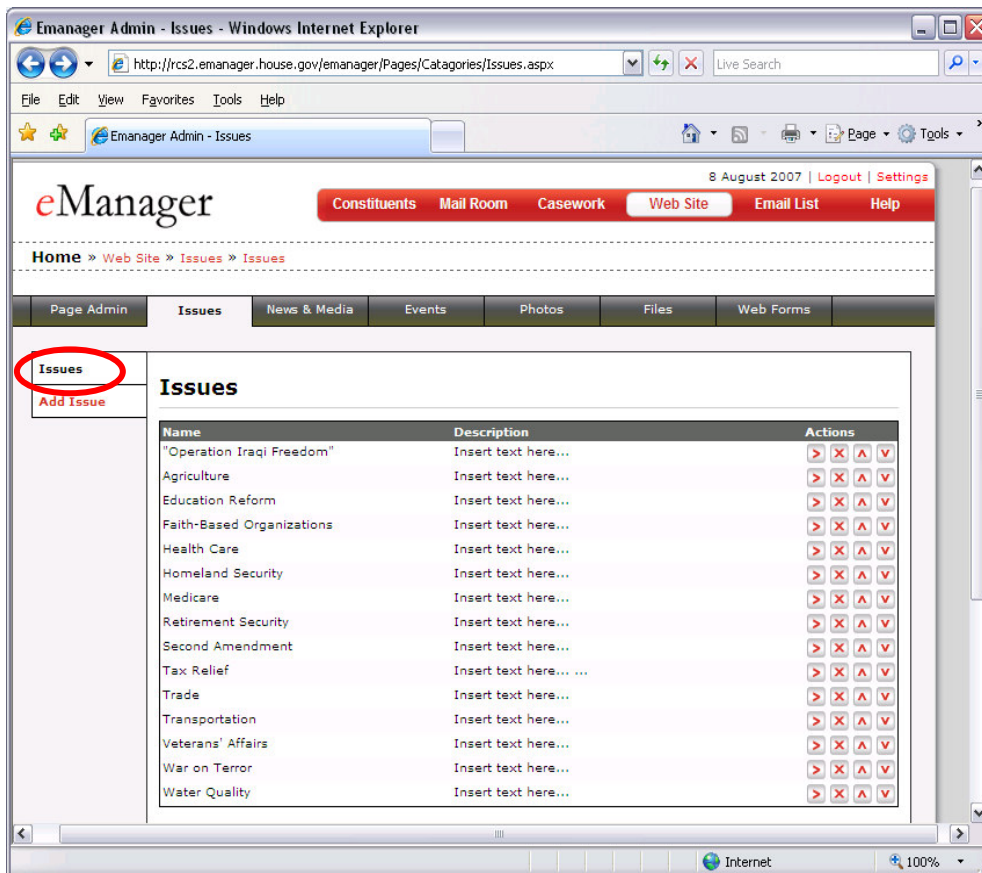 Emanager Admin - Issues - Windows Internet Explorer
http://rcs2.emanager.house.gov/emanager/Pages/Catagories/Issues.aspx Live Search
File Edit View Favorites Tools Help
Emanager Admin - Issues Page Tools
8 August 2007 | Logout | Settings
eManager
Constituents Mail Room Casework Web Site Email List Help
Home » Web Site » Issues » Issues
Page Admin Issues News & Media Events Photos Files Web Forms
Issues
Add Issue
Issues
Name Description Actions
"Operation Iraqi Freedom" Insert text here...
Agriculture Insert text here...
Education Reform Insert text here...
Faith-Based Organizations Insert text here...
Health Care Insert text here...
Homeland Security Insert text here...
Medicare Insert text here...
Retirement Security Insert text here...
Second Amendment Insert text here...
Tax Relief Insert text here... ...
Trade Insert text here...
Transportation Insert text here...
Veterans' Affairs Insert text here...
War on Terror Insert text here...
Water Quality Insert text here...
Internet 100%